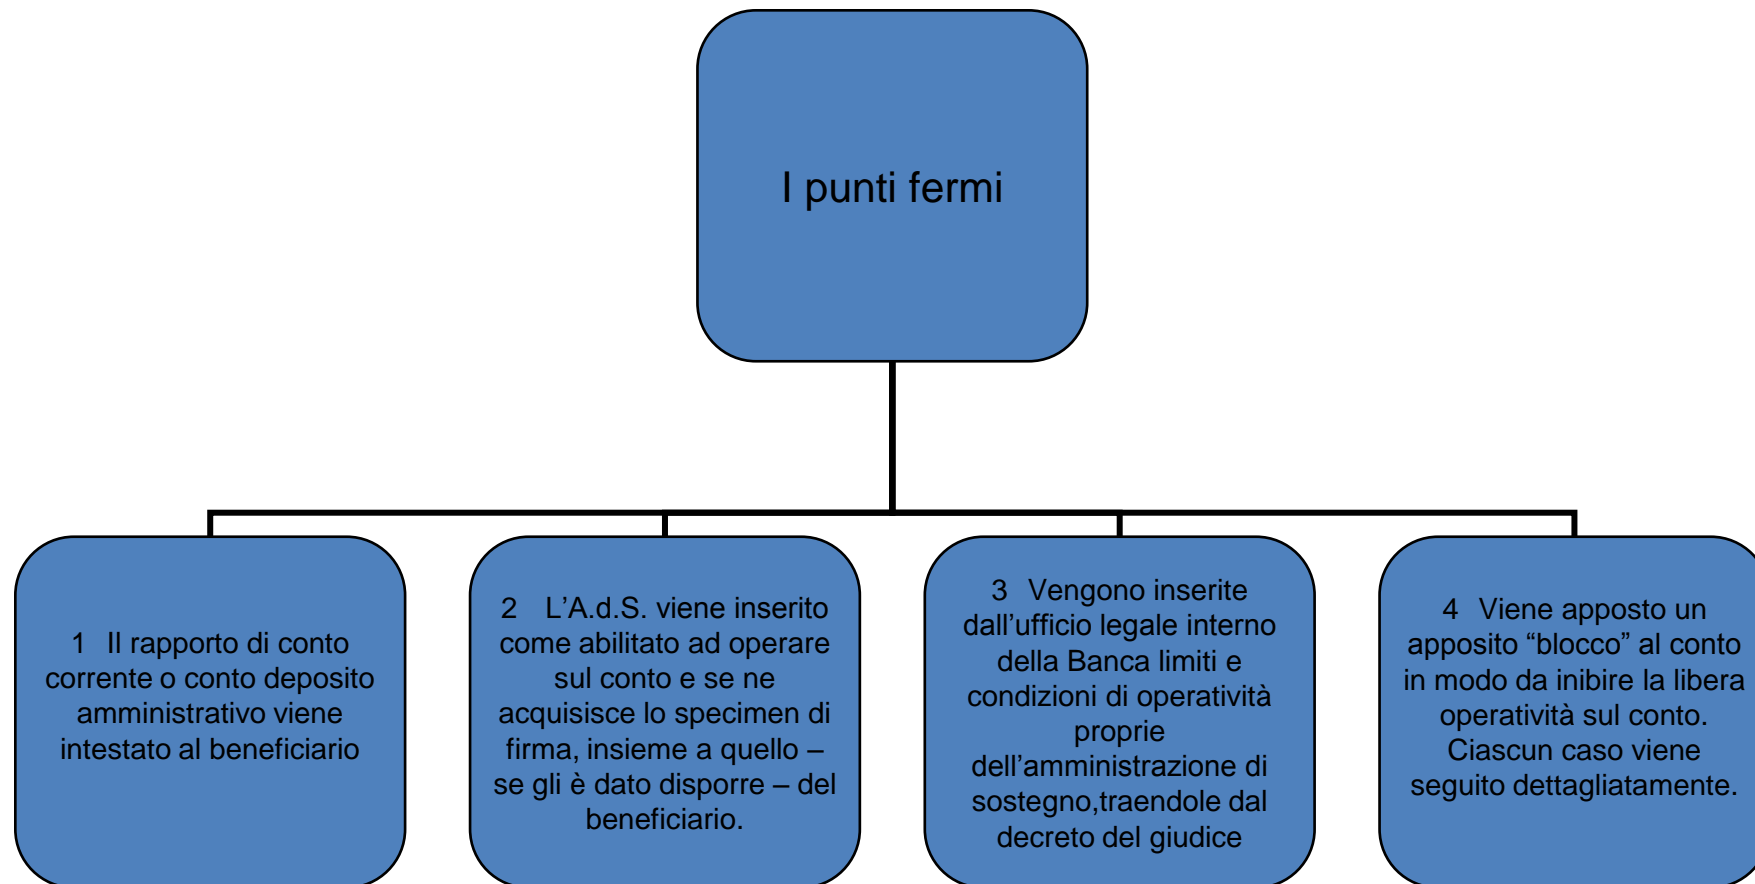 I punti fermi
1 Il rapporto di conto
corrente o conto deposito
amministrativo viene
intestato al beneficiario
2 L’A.d.S. viene inserito
come abilitato ad operare
sul conto e se ne
acquisisce lo specimen di
firma, insieme a quello –
se gli è dato disporre – del
beneficiario.
3 Vengono inserite
dall’ufficio legale interno
della Banca limiti e
condizioni di operatività
proprie
dell’amministrazione di
sostegno,traendole dal
decreto del giudice
4 Viene apposto un
apposito “blocco” al conto
in modo da inibire la libera
operatività sul conto.
Ciascun caso viene
seguito dettagliatamente.